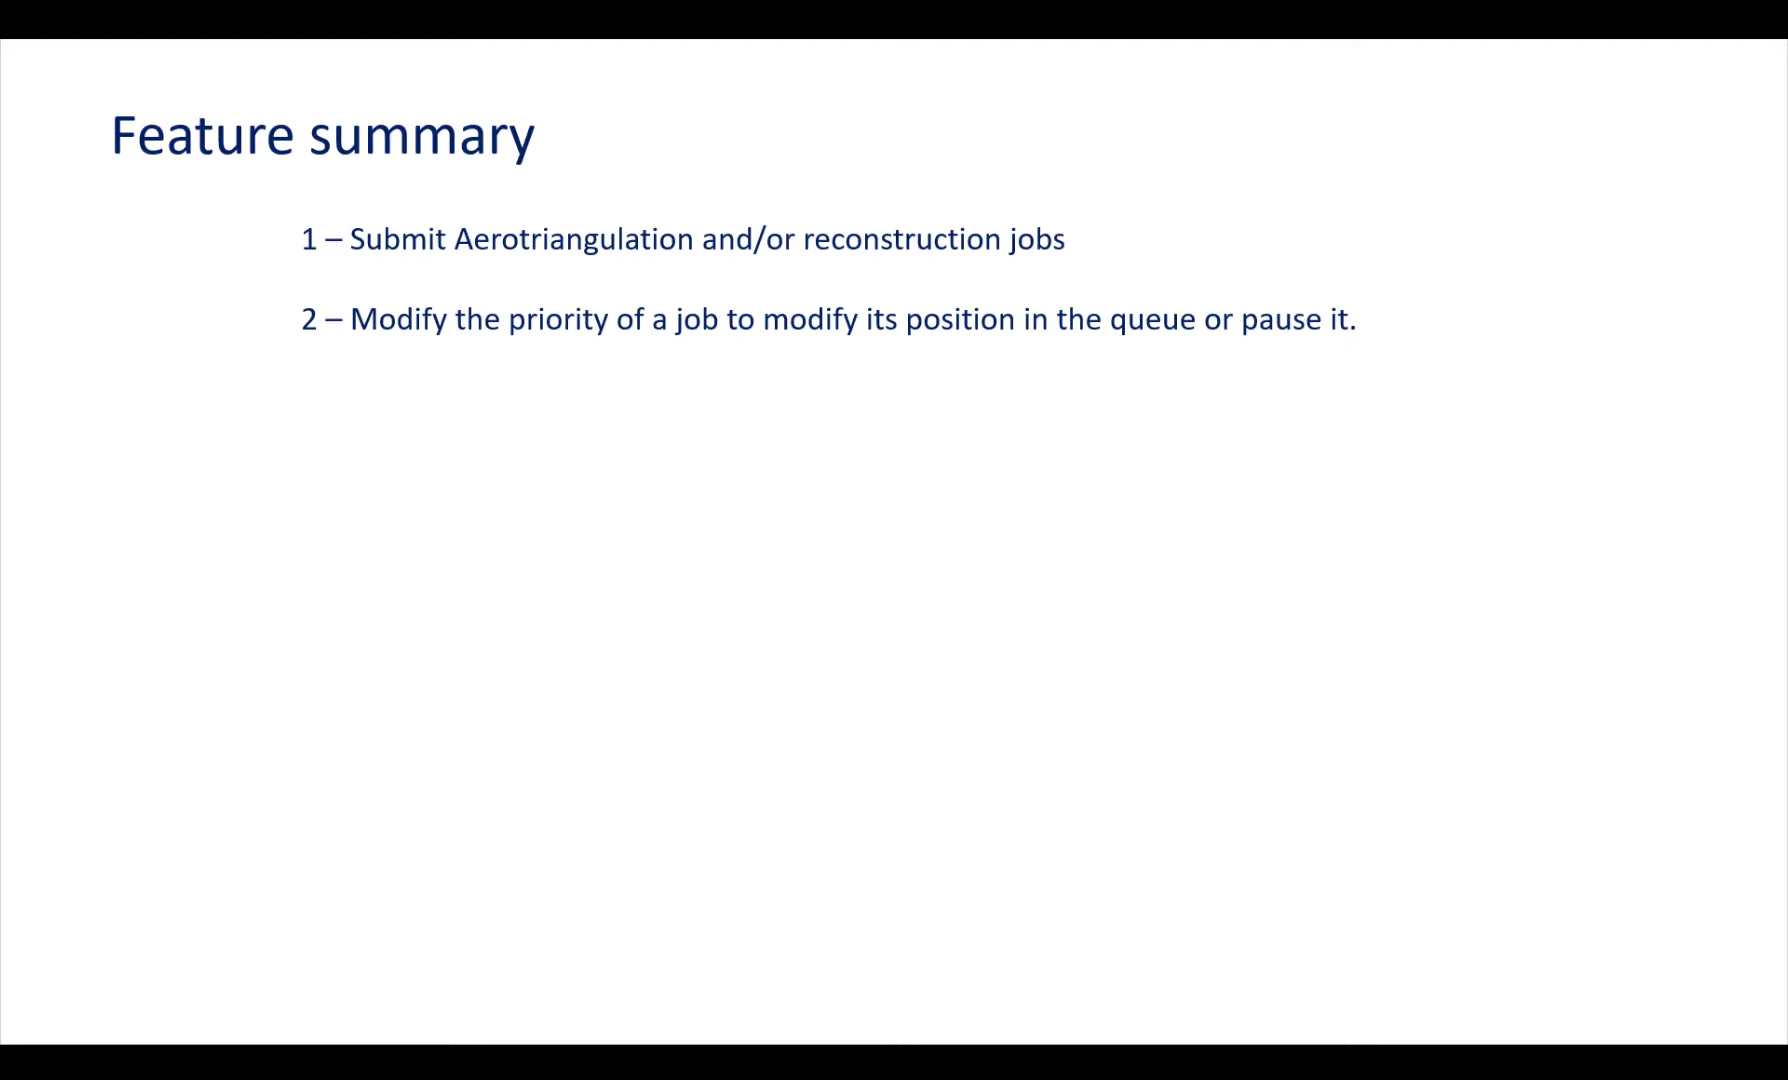 Feature summary
1 – Submit Aerotriangulation and/or reconstruction jobs
2 – Modify the priority of a job to modify its position in the queue or pause it.